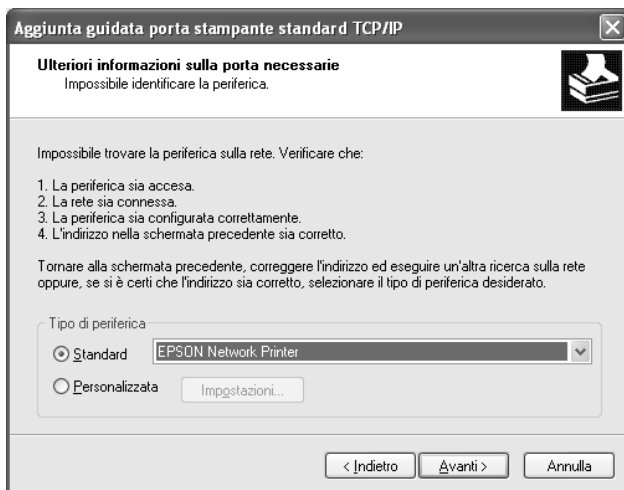 Aggiunta guidata porta stampante standard TCP/IP
Ulteriori informazioni sulla porta necessarie
Impossibile identificare la periferica.
Impossibile trovare la periferica sulla rete. Verificare che:
1. La periferica sia accesa.
2. La rete sia connessa.
3. La periferica sia configurata correttamente.
4. L'indirizzo nella schermata precedente sia corretto.
Tornare alla schermata precedente, correggere l'indirizzo ed eseguire un'altra ricerca sulla rete
oppure, se si è certi che l'indirizzo sia corretto, selezionare il tipo di periferica desiderato.
Tipo di periferica
Standard EPSON Network Printer
Personalizzata Impostazioni...
< Indietro Avanti > Annulla